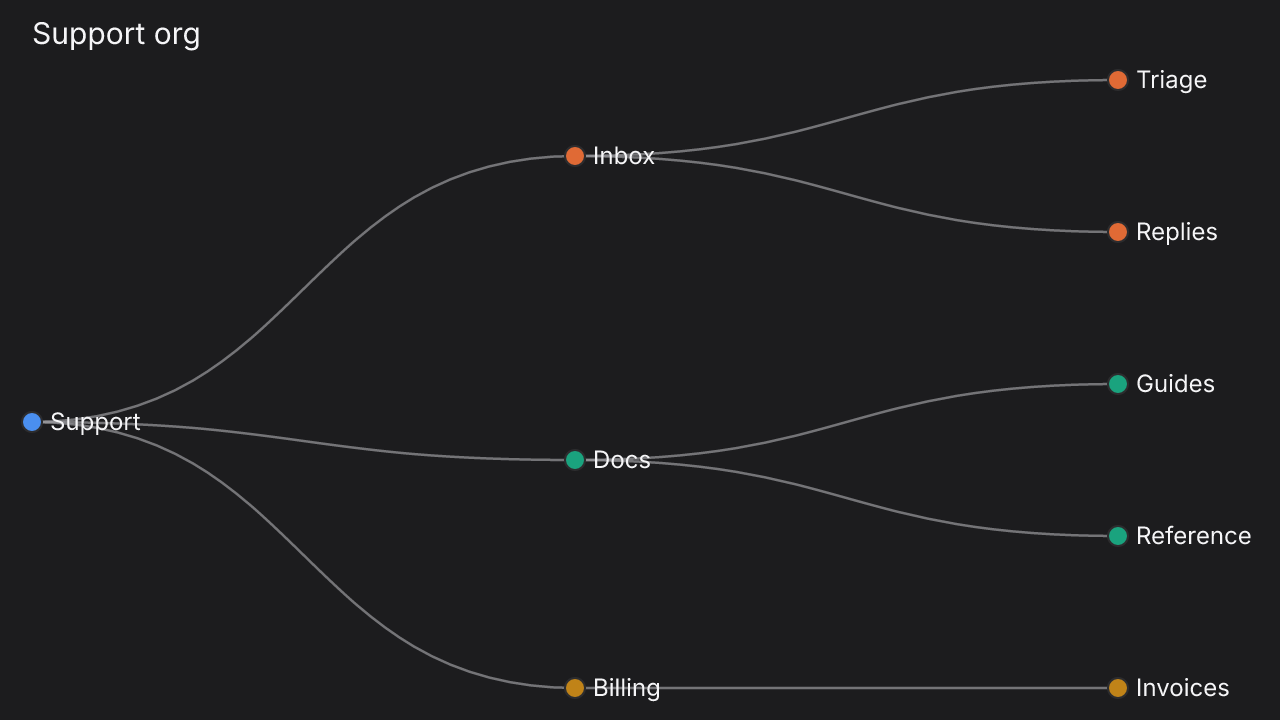 Support org
Support
Inbox
Triage
Replies
Docs
Guides
Reference
Billing
Invoices